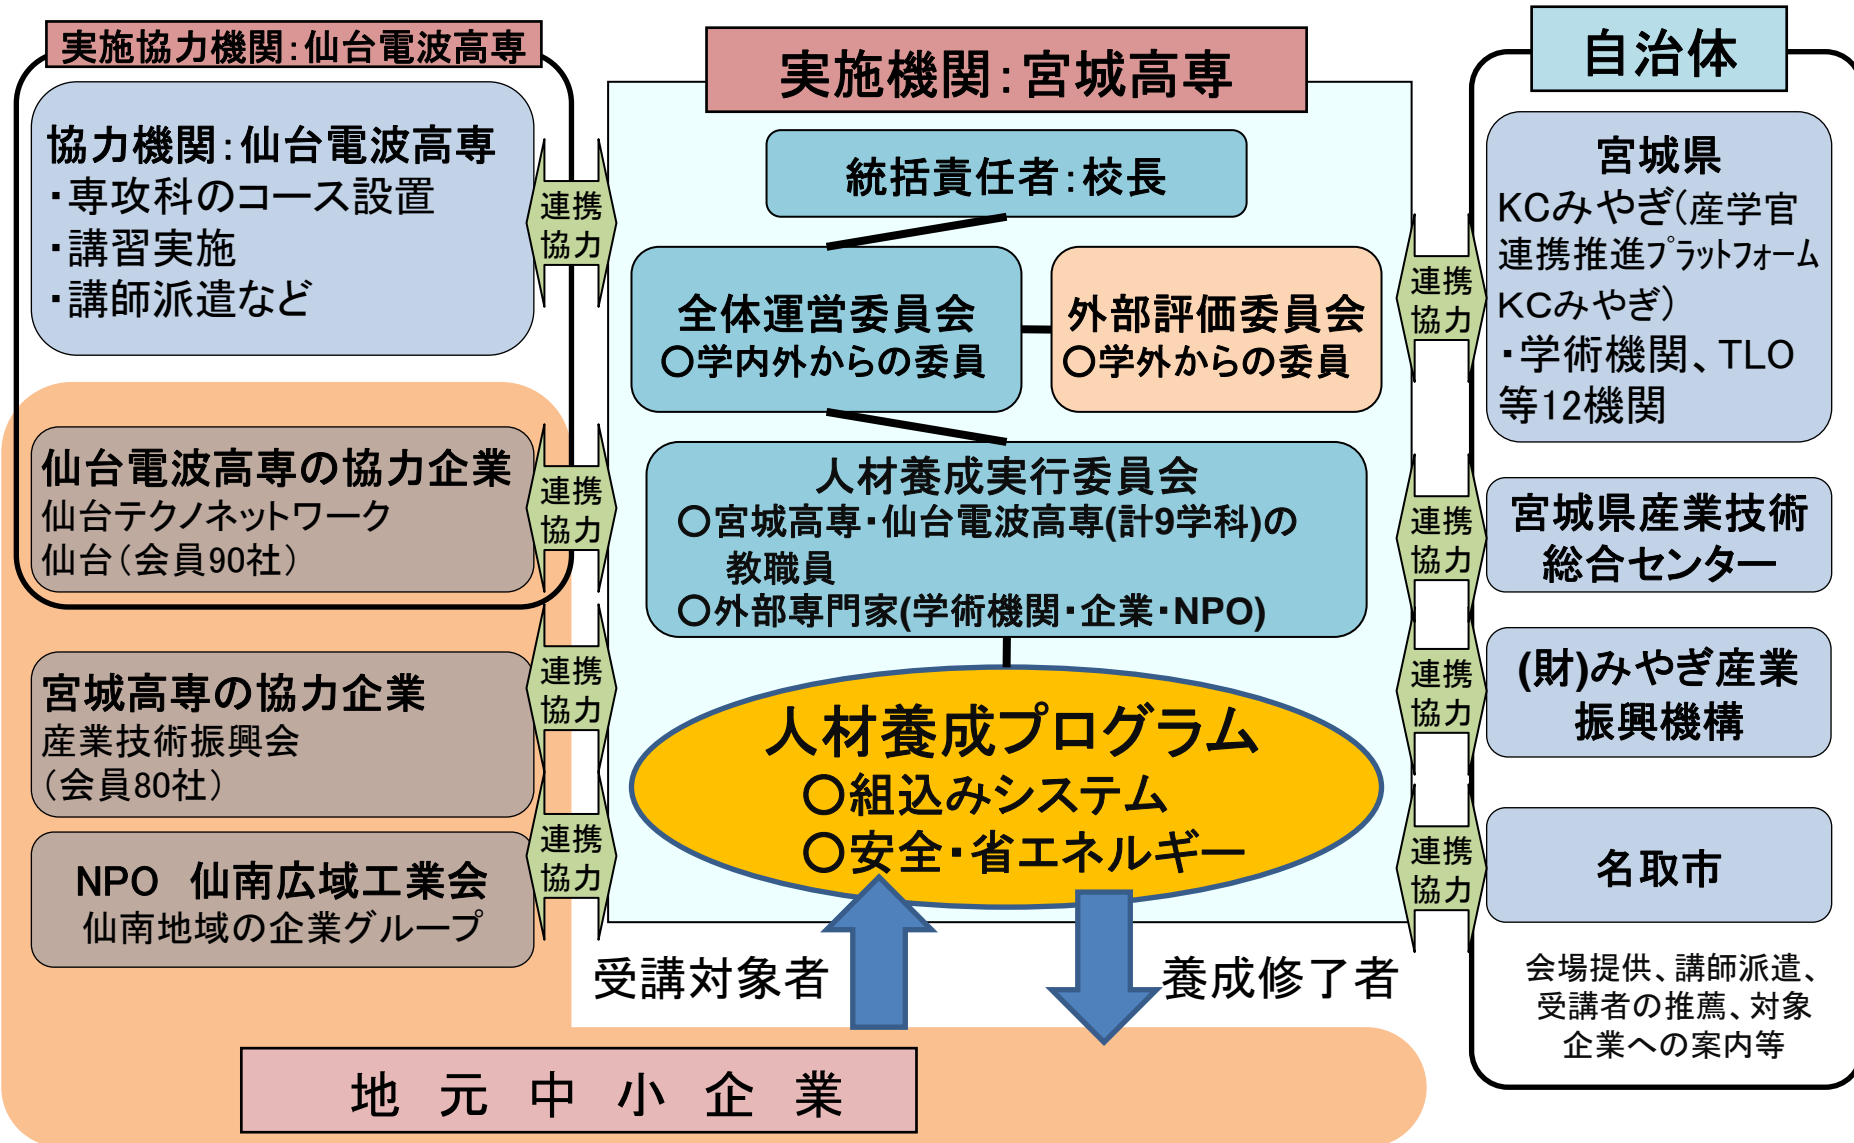 実施協力機関:仙台電波高専
協力機関:仙台電波高専
・専攻科のコース設置
・講習実施
・講師派遣など
仙台電波高専の協力企業
仙台テクノネットワーク
仙台(会員90社)
宮城高専の協力企業
産業技術振興会
(会員80社)
NPO 仙南広域工業会
仙南地域の企業グループ
連携
協力
連携
協力
連携
協力
連携
協力
実施機関:宮城高専
統括責任者:校長
全体運営委員会
○学内外からの委員
外部評価委員会
○学外からの委員
人材養成実行委員会
○宮城高専・仙台電波高専(計9学科)の
教職員
○外部専門家(学術機関・企業・NPO)
人材養成プログラム
○組込みシステム
○安全・省エネルギー
受講対象者
養成修了者
地元中小企業
連携
協力
連携
協力
連携
協力
連携
協力
自治体
宮城県
KCみやぎ(産学官
連携推進プラットフォーム
KCみやぎ)
・学術機関、TLO
等12機関
宮城県産業技術
総合センター
(財)みやぎ産業
振興機構
名取市
会場提供、講師派遣、
受講者の推薦、対象
企業への案内等